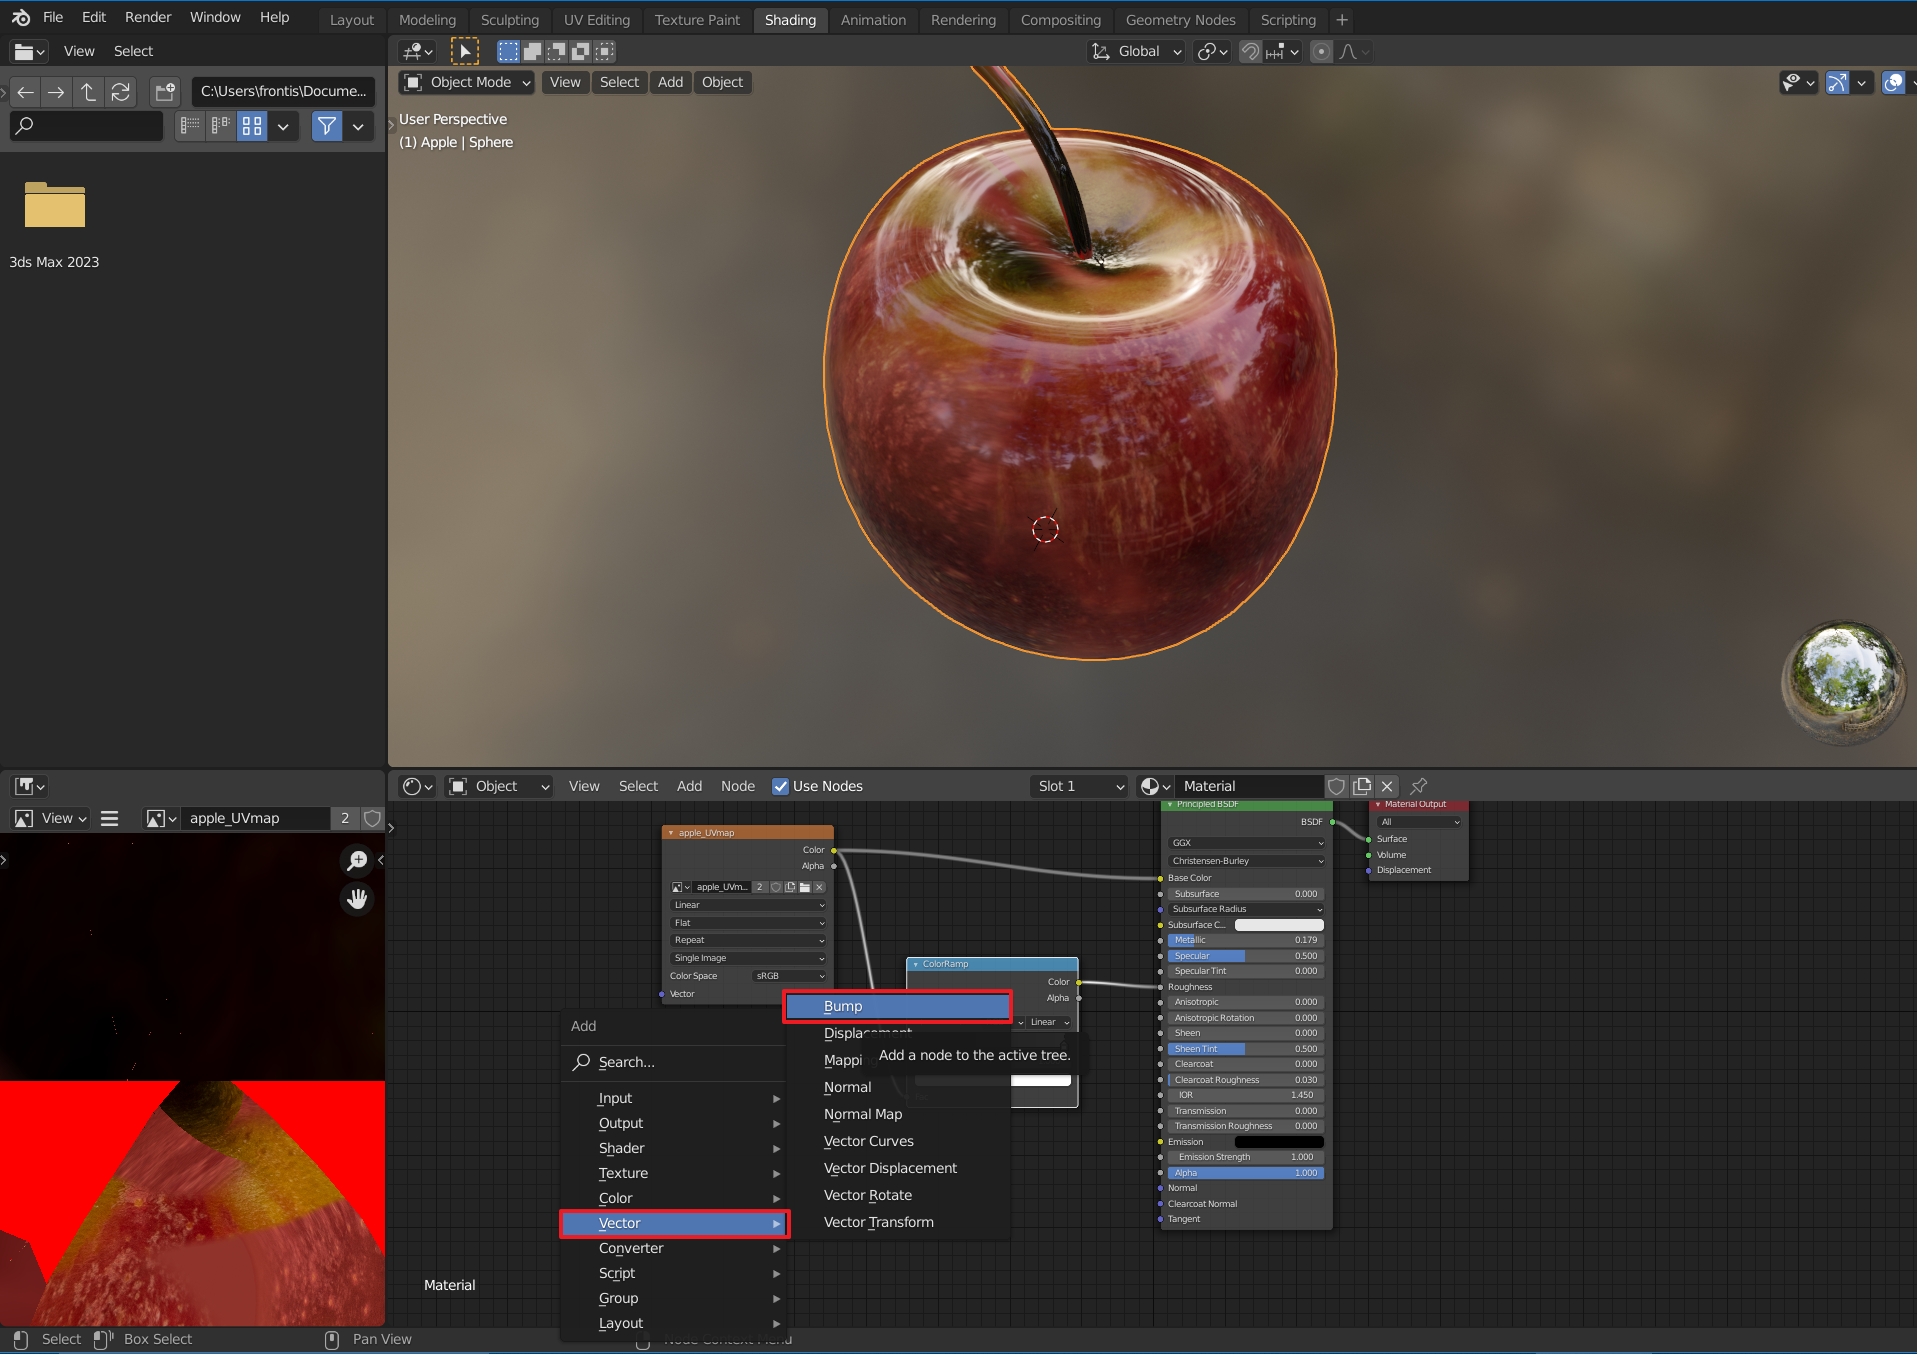 File Edit Render Window Help Layout Modeling Sculpting UV Editing Texture Paint Shading Animation Rendering Compositing Geometry Nodes Scripting +
View Select
Global
C:\Users\frontis\Docume...
Object Mode View Select Add Object
User Perspective
(1) Apple | Sphere
3ds Max 2023
Object View Select Add Node Use Nodes Slot 1 Material
View apple_UVmap 2
apple_UVmap
Color
Alpha
apple_UVm... 2
Linear
Flat
Repeat
Single Image
Color Space sRGB
Vector
ColorRamp
Color
Alpha
Linear
Principled BSDF
BSDF
GGX
Christensen-Burley
Base Color
Subsurface 0.000
Subsurface Radius
Subsurface C...
Metallic 0.179
Specular 0.500
Specular Tint 0.000
Roughness
Anisotropic 0.000
Anisotropic Rotation 0.000
Sheen 0.000
Sheen Tint 0.500
Clearcoat 0.000
Clearcoat Roughness 0.030
IOR 1.450
Transmission 0.000
Transmission Roughness 0.000
Emission
Emission Strength 1.000
Alpha 1.000
Normal
Clearcoat Normal
Tangent
Material Output
All
Surface
Volume
Displacement
Add
Search...
Input
Output
Shader
Texture
Color
Vector
Converter
Script
Group
Layout
Bump
Displacement
Mappi
Add a node to the active tree.
Normal
Normal Map
Vector Curves
Vector Displacement
Vector Rotate
Vector Transform
Material
Select Box Select Pan View Node Context Menu